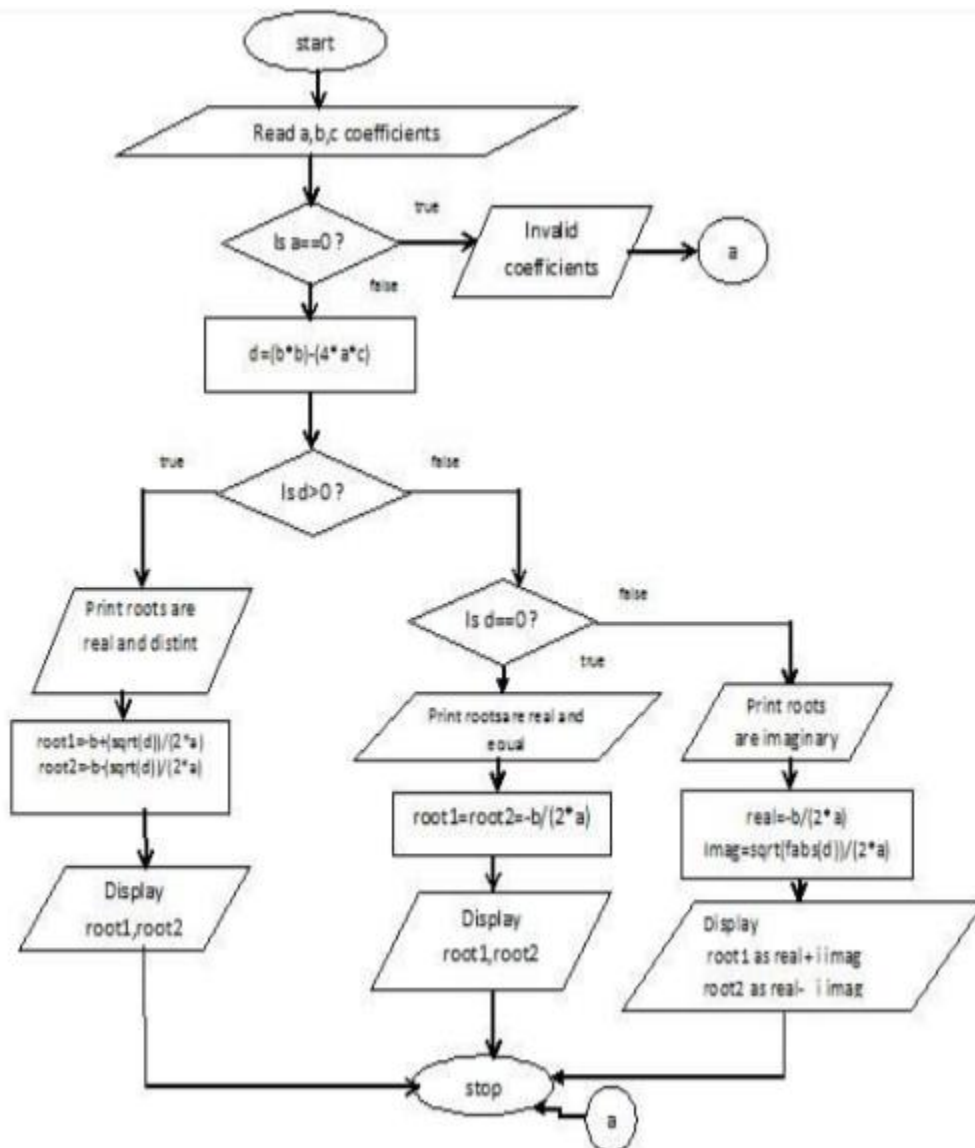 start
Read a,b,c coefficients
true
Is a==0 ?
Invalid
coefficients
a
false
d=(b*b)-(4*a*c)
true
false
Is d>0 ?
Print roots are
real and distint
Is d==0 ?
false
true
root1=-b+(sqrt(d))/(2*a)
root2=-b-(sqrt(d))/(2*a)
Print roots are real and
equal
Print roots
are imaginary
root1=root2=-b/(2*a)
real=-b/(2*a)
imag=sqrt(fabs(d))/(2*a)
Display
root1,root2
Display
root1,root2
Display
root1 as real+ i imag
root2 as real- i imag
stop
a